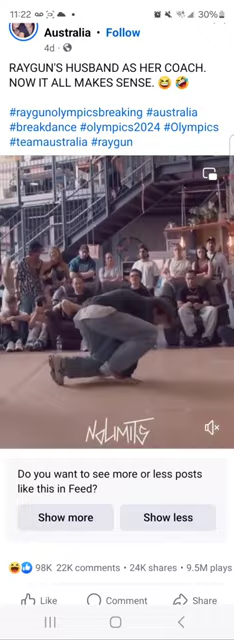 11:22
30%
Australia • Follow
4d •
RAYGUN'S HUSBAND AS HER COACH.
NOW IT ALL MAKES SENSE. 😂 🤣
#raygunolympicsbreaking #australia
#breakdance #olympics2024 #Olympics
#teamaustralia #raygun
NoLIMITS
Do you want to see more or less posts
like this in Feed?
Show more
Show less
98K 22K comments • 24K shares • 9.5M plays
Like
Comment
Share